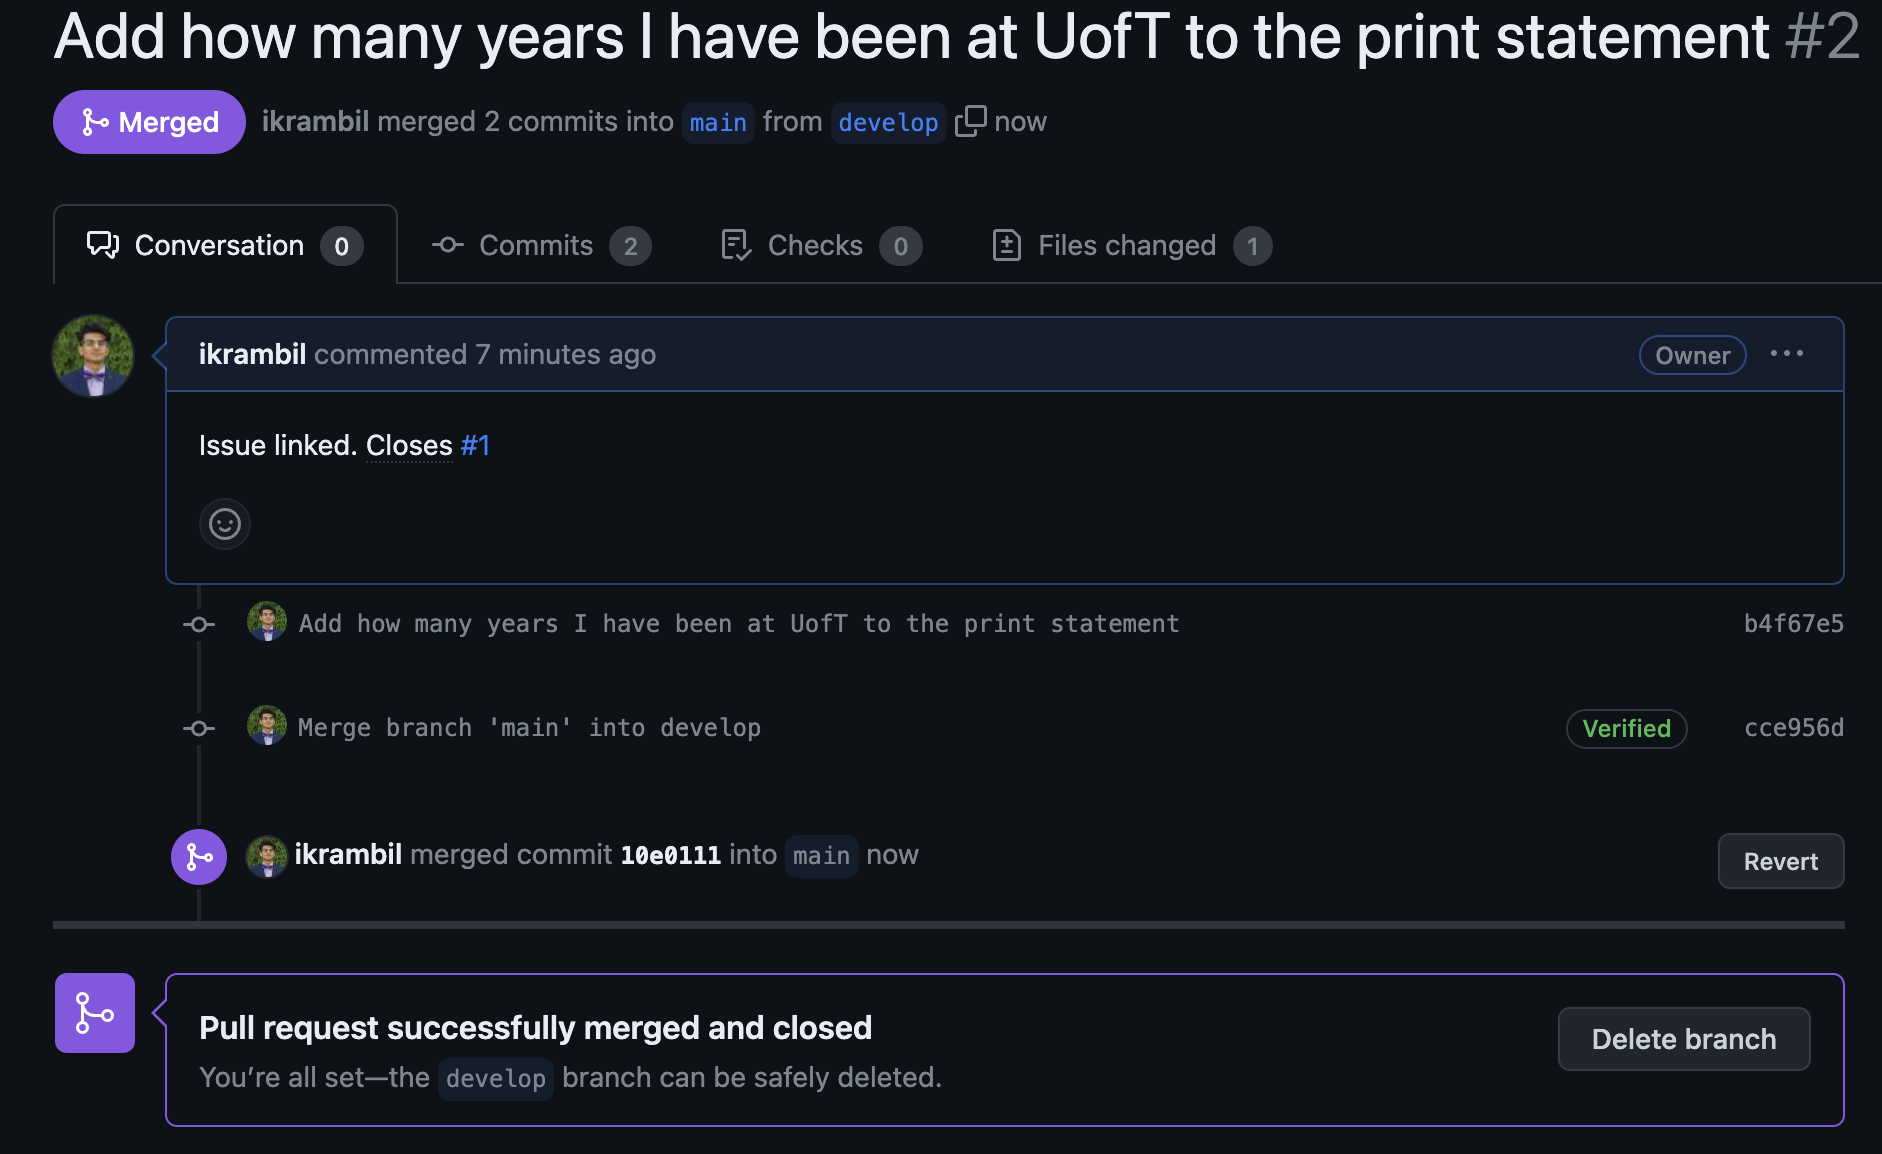 Add how many years I have been at UofT to the print statement #2
Merged ikrambil merged 2 commits into main from develop now
Conversation 0 Commits 2 Checks 0 Files changed 1
ikrambil commented 7 minutes ago Owner ...
Issue linked. Closes #1
Add how many years I have been at UofT to the print statement b4f67e5
Merge branch 'main' into develop Verified cce956d
ikrambil merged commit 10e0111 into main now Revert
Pull request successfully merged and closed
You’re all set—the develop branch can be safely deleted.
Delete branch